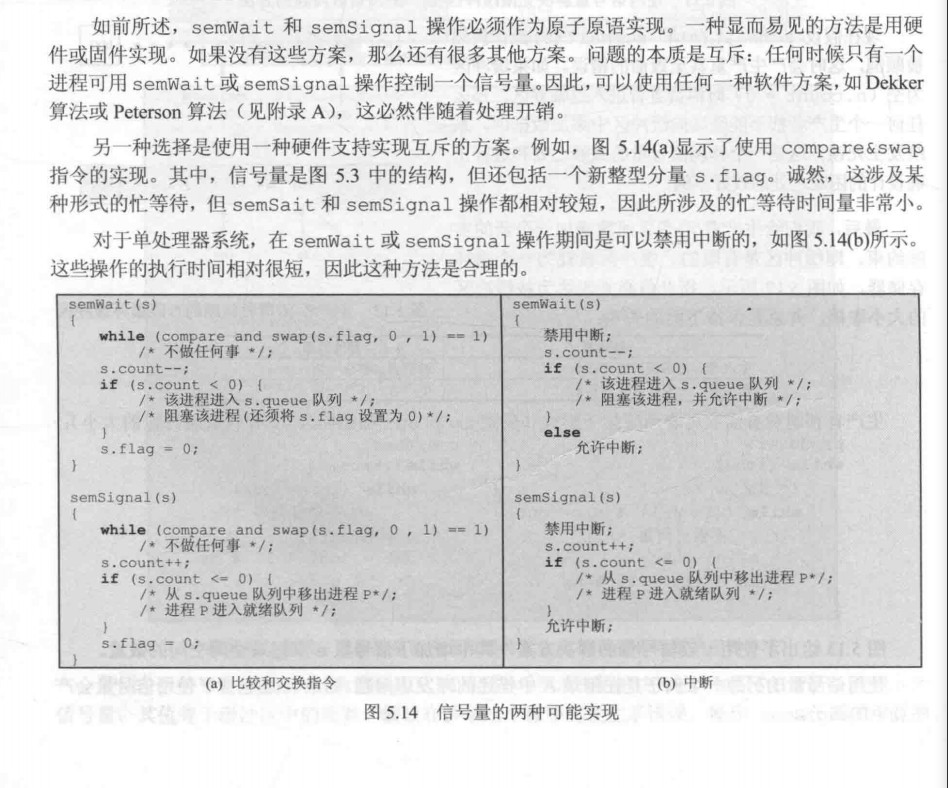 如前所述，semWait 和 semSignal 操作必须作为原子原语实现。一种显而易见的方法是用硬
件或固件实现。如果没有这些方案，那么还有很多其他方案。问题的本质是互斥：任何时候只有一个
进程可用 semWait 或 semSignal 操作控制一个信号量。因此，可以使用任何一种软件方案，如 Dekker
算法或 Peterson 算法（见附录 A），这必然伴随着处理开销。
另一种选择是使用一种硬件支持实现互斥的方案。例如，图 5.14(a)显示了使用 compare&swap
指令的实现。其中，信号量是图 5.3 中的结构，但还包括一个新整型分量 s.flag。诚然，这涉及某
种形式的忙等待，但 semSait 和 semSignal 操作都相对较短，因此所涉及的忙等待时间量非常小。
对于单处理器系统，在 semWait 或 semSignal 操作期间是可以禁用中断的，如图 5.14(b)所示。
这些操作的执行时间相对很短，因此这种方法是合理的。
semWait(s)
{
while (compare and swap(s.flag, 0 , 1) == 1)
/* 不做任何事 */;
s.count--;
if (s.count < 0) {
/* 该进程进入 s.queue 队列 */;
/* 阻塞该进程(还须将 s.flag 设置为 0)*/;
}
s.flag = 0;
}
semSignal(s)
{
while (compare and swap(s.flag, 0 , 1) == 1)
/* 不做任何事 */;
s.count++;
if (s.count <= 0) {
/* 从 s.queue 队列中移出进程 P*/;
/* 进程 P 进入就绪队列 */;
}
s.flag = 0;
}
(a) 比较和交换指令
semWait(s)
{
禁用中断;
s.count--;
if (s.count < 0) {
/* 该进程进入 s.queue 队列 */;
/* 阻塞该进程，并允许中断 */;
}
else
允许中断;
}
semSignal(s)
{
禁用中断;
s.count++;
if (s.count <= 0) {
/* 从 s.queue 队列中移出进程 P*/;
/* 进程 P 进入就绪队列 */;
}
允许中断;
}
(b) 中断
图 5.14 信号量的两种可能实现